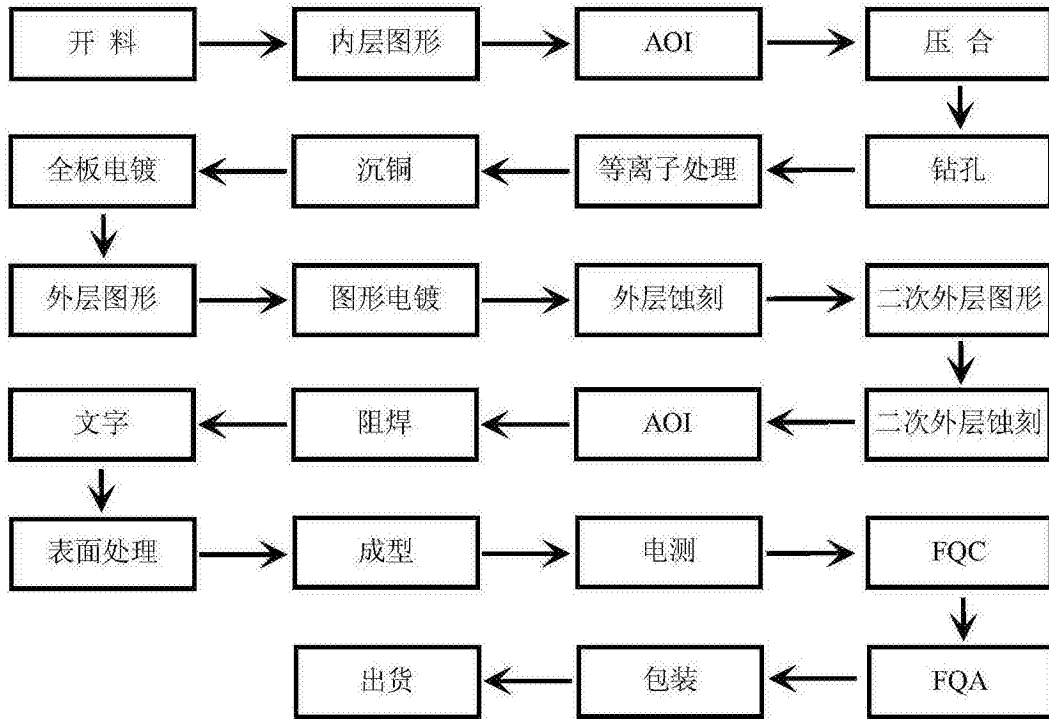 开 料
内层图形
AOI
压 合
钻孔
等离子处理
沉铜
全板电镀
外层图形
图形电镀
外层蚀刻
二次外层图形
二次外层蚀刻
AOI
阻焊
文字
表面处理
成型
电测
FQC
FQA
包装
出货